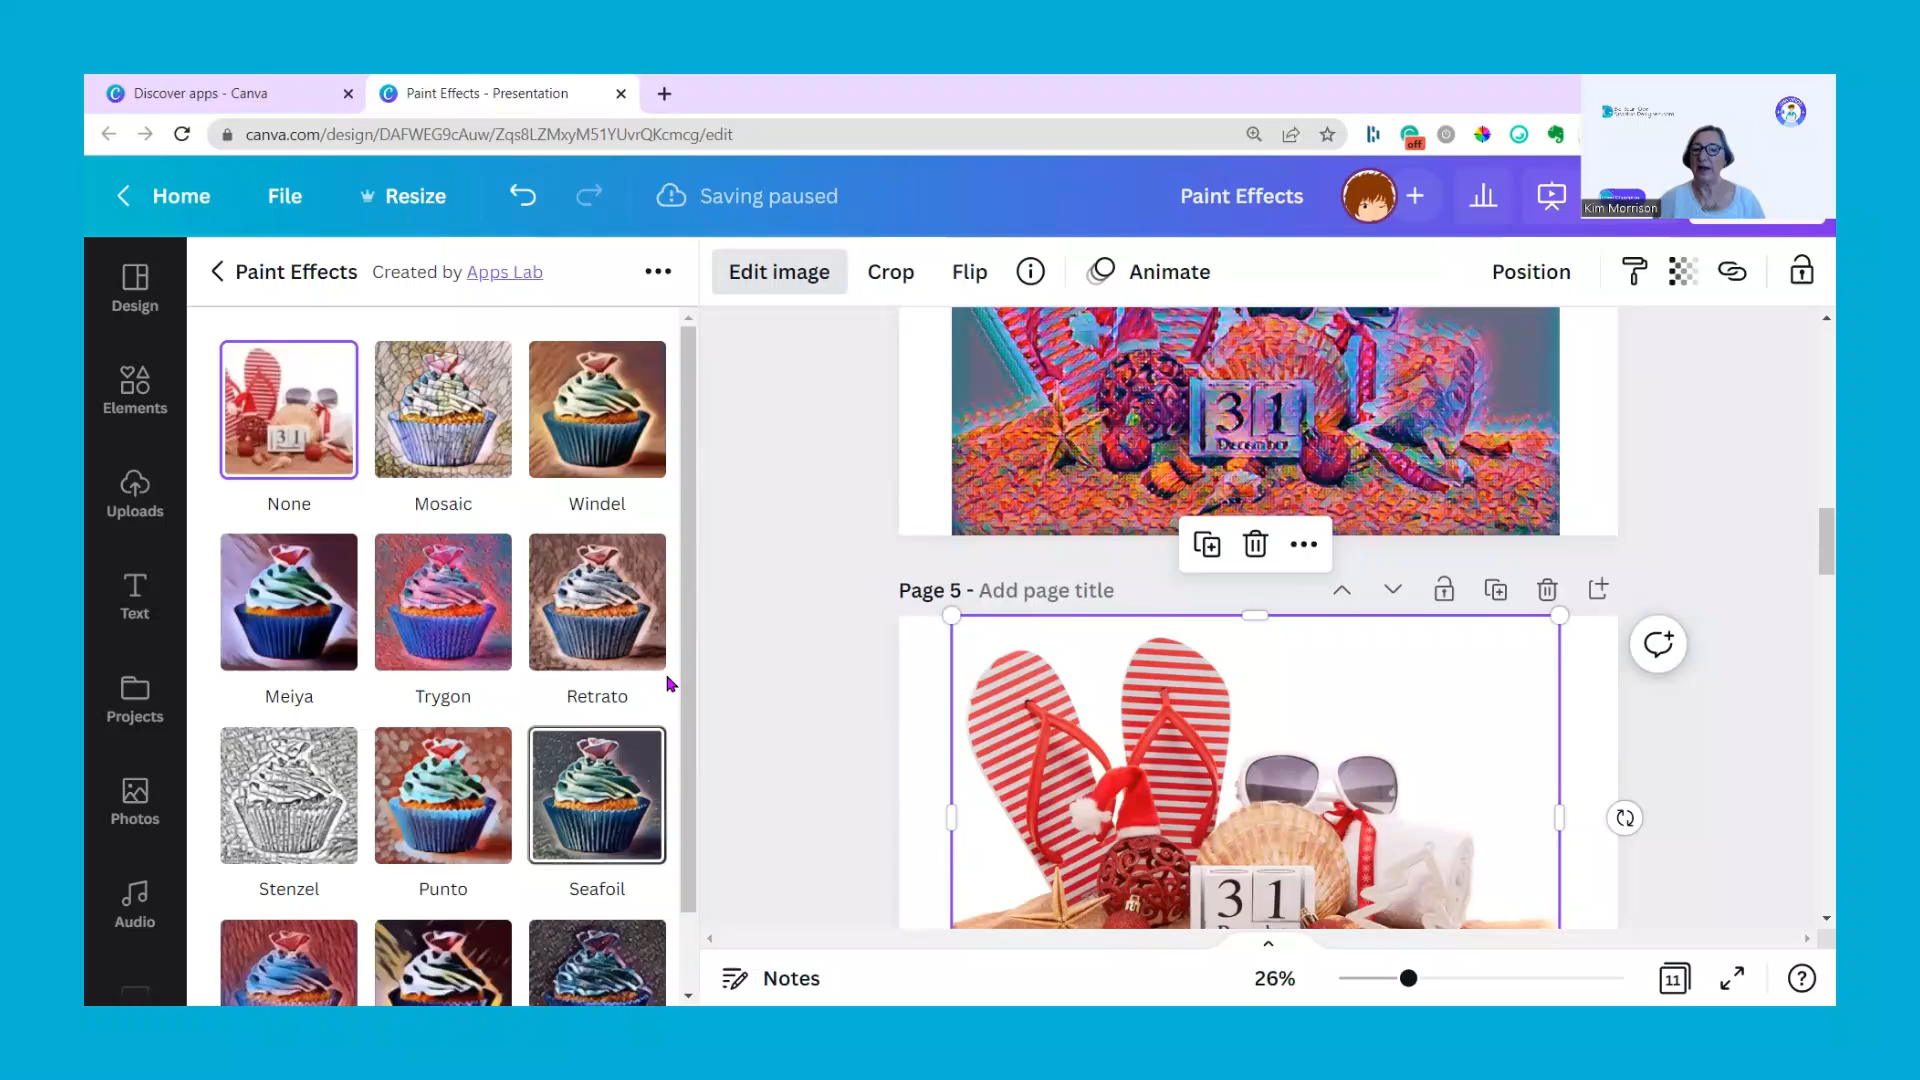 Discover apps - Canva
Paint Effects - Presentation
canva.com/design/DAFWEG9cAuw/Zqs8LZMxyM51YUvrQKcmcg/edit
off
Home
File
Resize
Saving paused
Paint Effects
Kim Morrison
Design
Elements
Uploads
Text
Projects
Photos
Audio
Paint Effects
Created by Apps Lab
None
Mosaic
Windel
Meiya
Trygon
Retrato
Stenzel
Punto
Seafoil
31
Edit image
Crop
Flip
Animate
Position
31
December
Page 5 - Add page title
31
Notes
26%
11